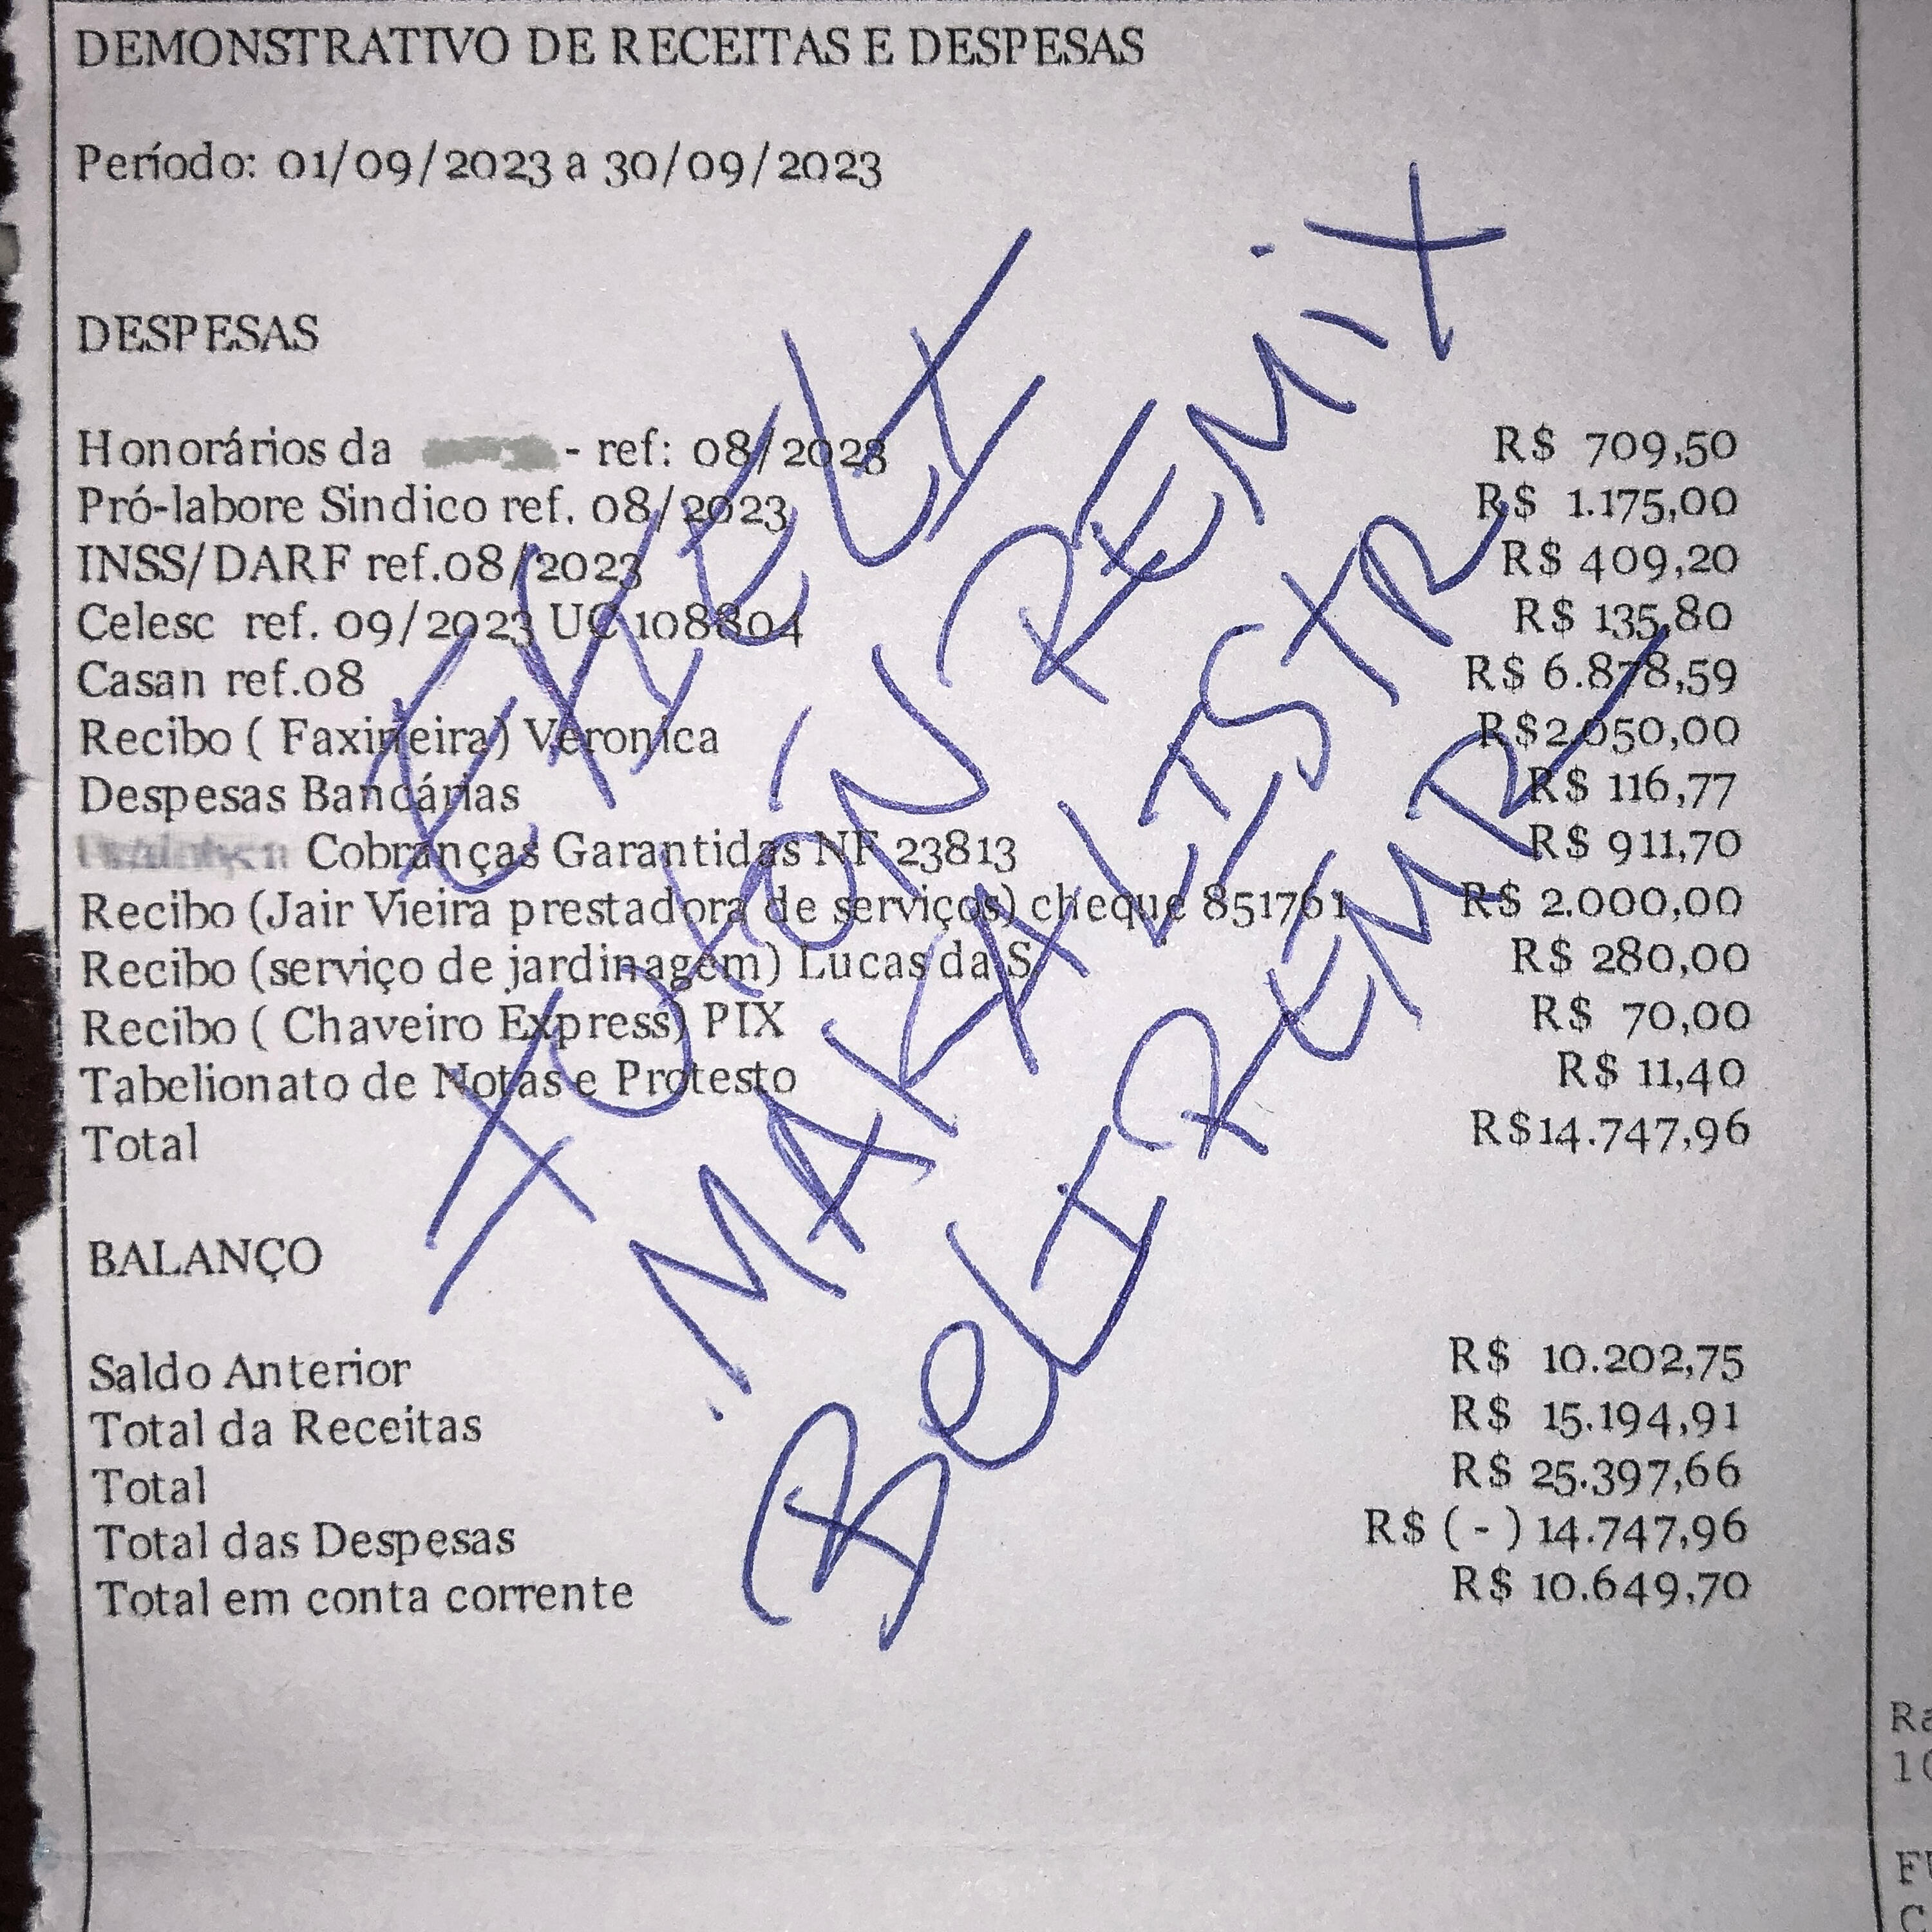 DEMONSTRATIVO DE RECEITAS E DESPESAS
Período: 01/09/2023 a 30/09/2023
DESPESAS
Honorários da - ref: 08/2023 R$ 709,50
Pró-labore Sindico ref. 08/2023 R$ 1.175,00
INSS/DARF ref.08/2023 R$ 409,20
Celesc ref. 09/2023 UC 108804 R$ 135,80
Casan ref.08 R$ 6.878,59
Recibo ( Faxineira) Veronica R$2.050,00
Despesas Bancárias R$ 116,77
Cobranças Garantidas NF 23813 R$ 911,70
Recibo (Jair Vieira prestadora de serviços) cheque 851761 R$ 2.000,00
Recibo (serviço de jardinagem) Lucas da S R$ 280,00
Recibo ( Chaveiro Express) PIX R$ 70,00
Tabelionato de Notas e Protesto R$ 11,40
Total R$14.747,96
BALANÇO
Saldo Anterior R$ 10.202,75
Total da Receitas R$ 15.194,91
Total R$ 25.397,66
Total das Despesas R$ ( - ) 14.747,96
Total em conta corrente R$ 10.649,70
REMIX